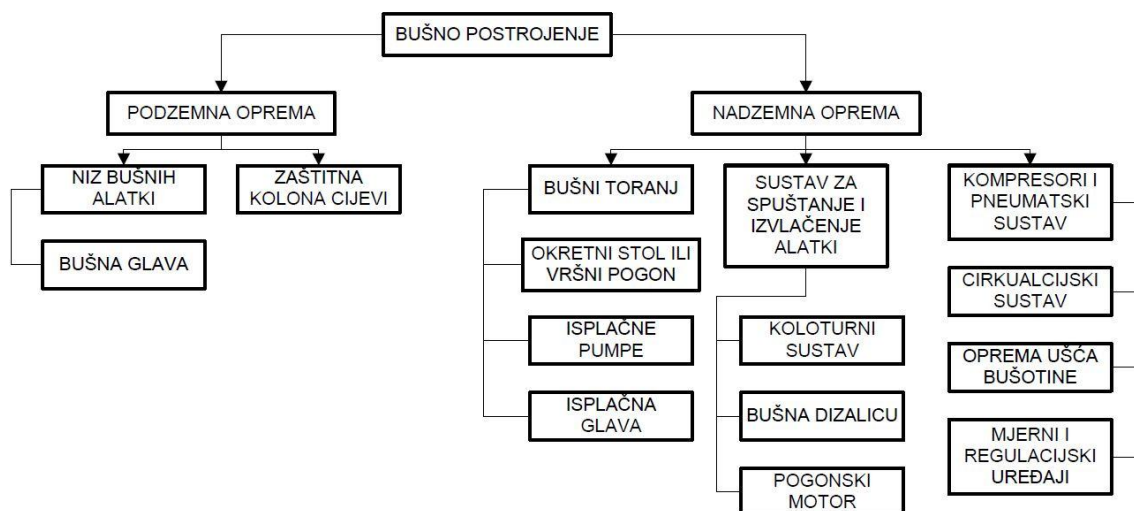 BUŠNO POSTROJENJE
PODZEMNA OPREMA
NADZEMNA OPREMA
NIZ BUŠNIH
ALATKI
ZAŠTITNA
KOLONA CIJEVI
BUŠNA GLAVA
BUŠNI TORANJ
OKRETNI STOL ILI
VRŠNI POGON
ISPLAČNE
PUMPE
ISPLAČNA
GLAVA
SUSTAV ZA
SPUŠTANJE I
IZVLAČENJE
ALATKI
KOLOTURNI
SUSTAV
BUŠNA DIZALICU
POGONSKI
MOTOR
KOMPRESORI I
PNEUMATSKI
SUSTAV
CIRKUALCIJSKI
SUSTAV
OPREMA UŠĆA
BUŠOTINE
MJERNI I
REGULACIJSKI
UREĐAJI